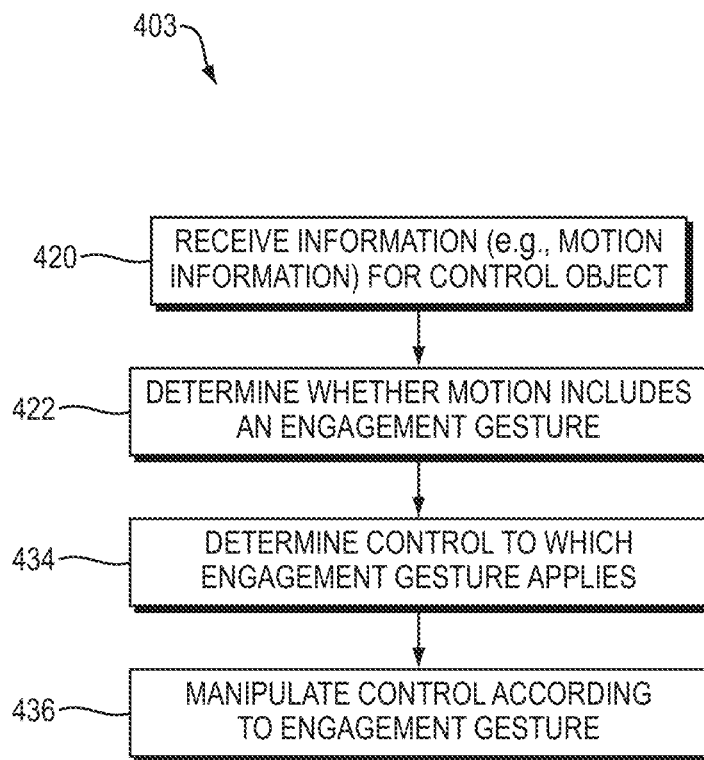 403
420
RECEIVE INFORMATION (e.g., MOTION
INFORMATION) FOR CONTROL OBJECT
422
DETERMINE WHETHER MOTION INCLUDES
AN ENGAGEMENT GESTURE
434
DETERMINE CONTROL TO WHICH
ENGAGEMENT GESTURE APPLIES
436
MANIPULATE CONTROL ACCORDING
TO ENGAGEMENT GESTURE